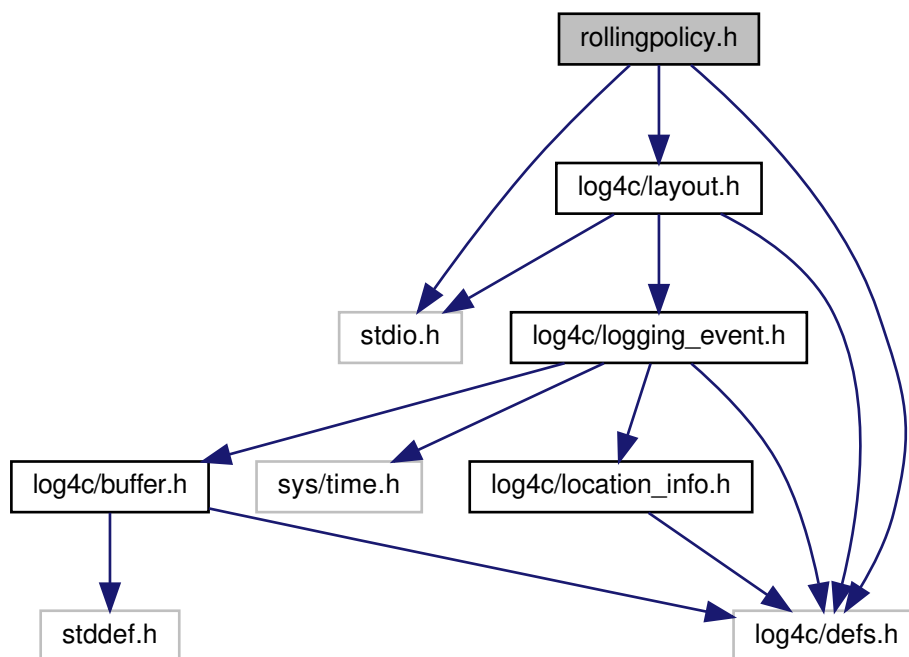 rollingpolicy.h
log4c/layout.h
stdio.h
log4c/logging_event.h
log4c/buffer.h
sys/time.h
log4c/location_info.h
stddef.h
log4c/defs.h